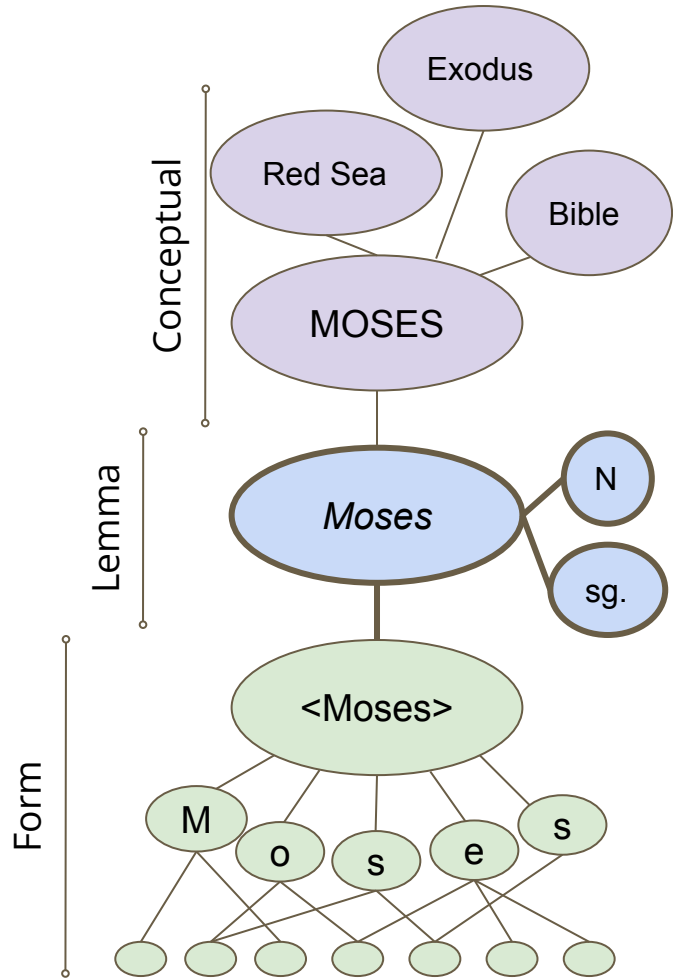 Exodus
Red Sea
Bible
Conceptual
MOSES
Lemma
Moses
N
sg.
Form
<Moses>
M
o
s
e
s